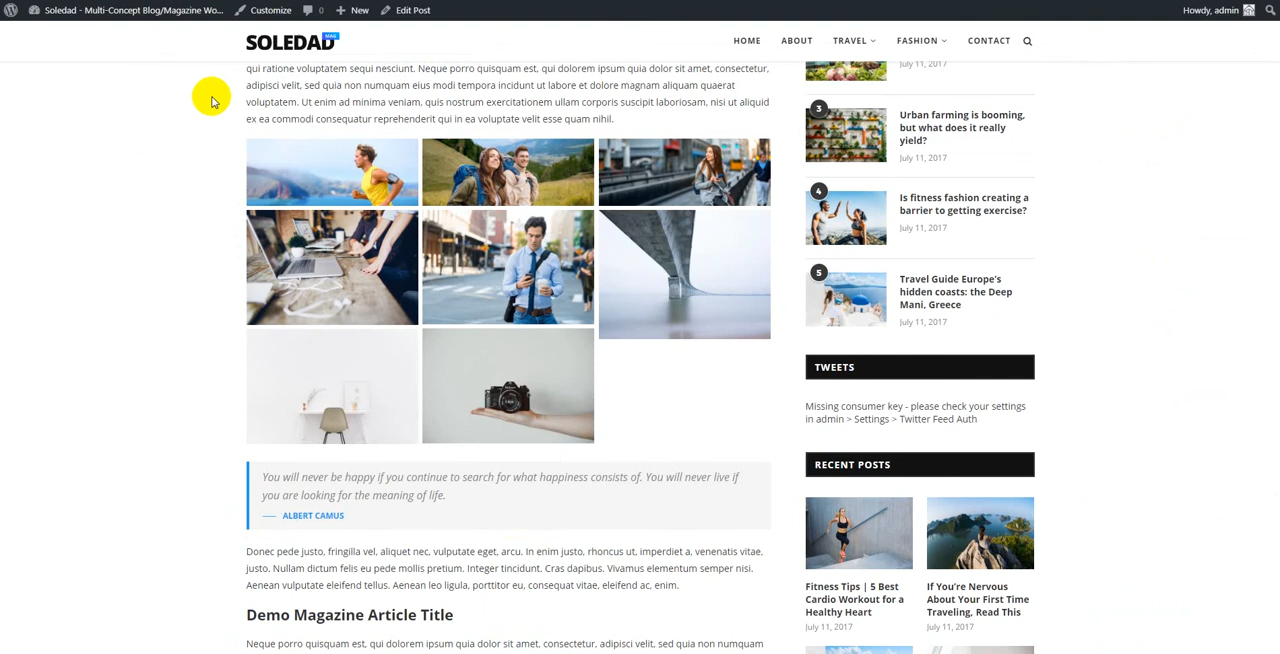 Soledad - Multi-Concept Blog/Magazine Wo...
Customize
0
New
Edit Post
Howdy, admin
SOLEDAD
MAG
HOME
ABOUT
TRAVEL
FASHION
CONTACT
qui ratione voluptatem sequi nesciunt. Neque porro quisquam est, qui dolorem ipsum quia dolor sit amet, consectetur,
adipisci velit, sed quia non numquam eius modi tempora incidunt ut labore et dolore magnam aliquam quaerat
voluptatem. Ut enim ad minima veniam, quis nostrum exercitationem ullam corporis suscipit laboriosam, nisi ut aliquid
ex ea commodi consequatur reprehenderit qui in ea voluptate velit esse quam nihil.
You will never be happy if you continue to search for what happiness consists of. You will never live if
you are looking for the meaning of life.
ALBERT CAMUS
Donec pede justo, fringilla vel, aliquet nec, vulputate eget, arcu. In enim justo, rhoncus ut, imperdiet a, venenatis vitae,
justo. Nullam dictum felis eu pede mollis pretium. Integer tincidunt. Cras dapibus. Vivamus elementum semper nisi.
Aenean vulputate eleifend tellus. Aenean leo ligula, porttitor eu, consequat vitae, eleifend ac, enim.
Demo Magazine Article Title
Neque porro quisquam est, qui dolorem ipsum quia dolor sit amet, consectetur, adipisci velit, sed quia non numquam
July 11, 2017
3
Urban farming is booming,
but what does it really
yield?
July 11, 2017
4
Is fitness fashion creating a
barrier to getting exercise?
July 11, 2017
5
Travel Guide Europe's
hidden coasts: the Deep
Mani, Greece
July 11, 2017
TWEETS
Missing consumer key - please check your settings
in admin > Settings > Twitter Feed Auth
RECENT POSTS
Fitness Tips | 5 Best
Cardio Workout for a
Healthy Heart
July 11, 2017
If You're Nervous
About Your First Time
Traveling, Read This
July 11, 2017